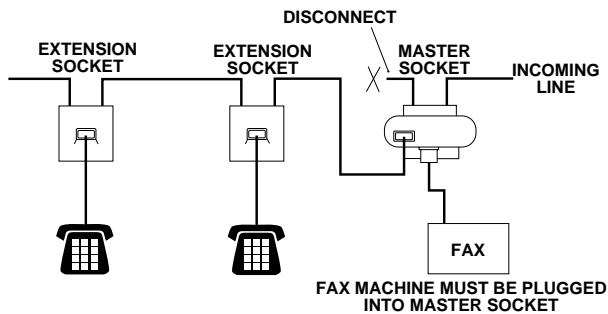 DISCONNECT
EXTENSION
SOCKET
EXTENSION
SOCKET
MASTER
SOCKET
INCOMING
LINE
FAX
FAX MACHINE MUST BE PLUGGED
INTO MASTER SOCKET